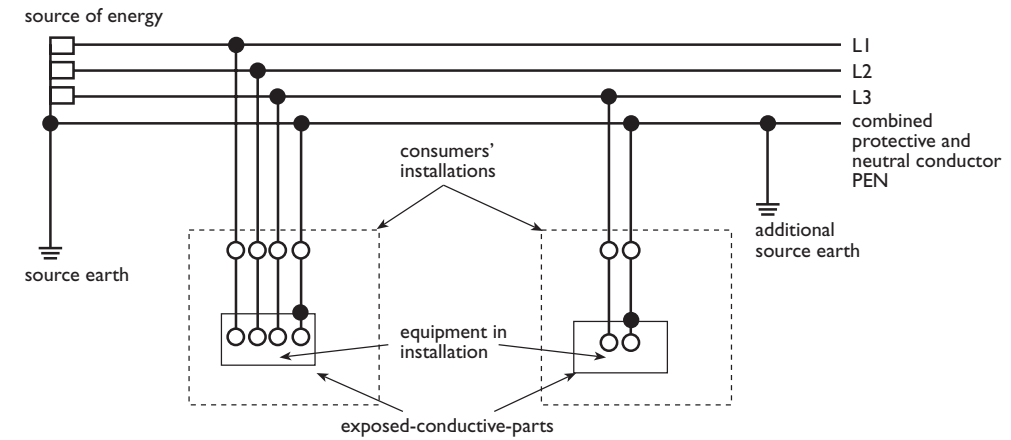 source of energy
L1
L2
L3
combined
protective and
neutral conductor
PEN
consumers'
installations
additional
source earth
source earth
equipment in
installation
exposed-conductive-parts